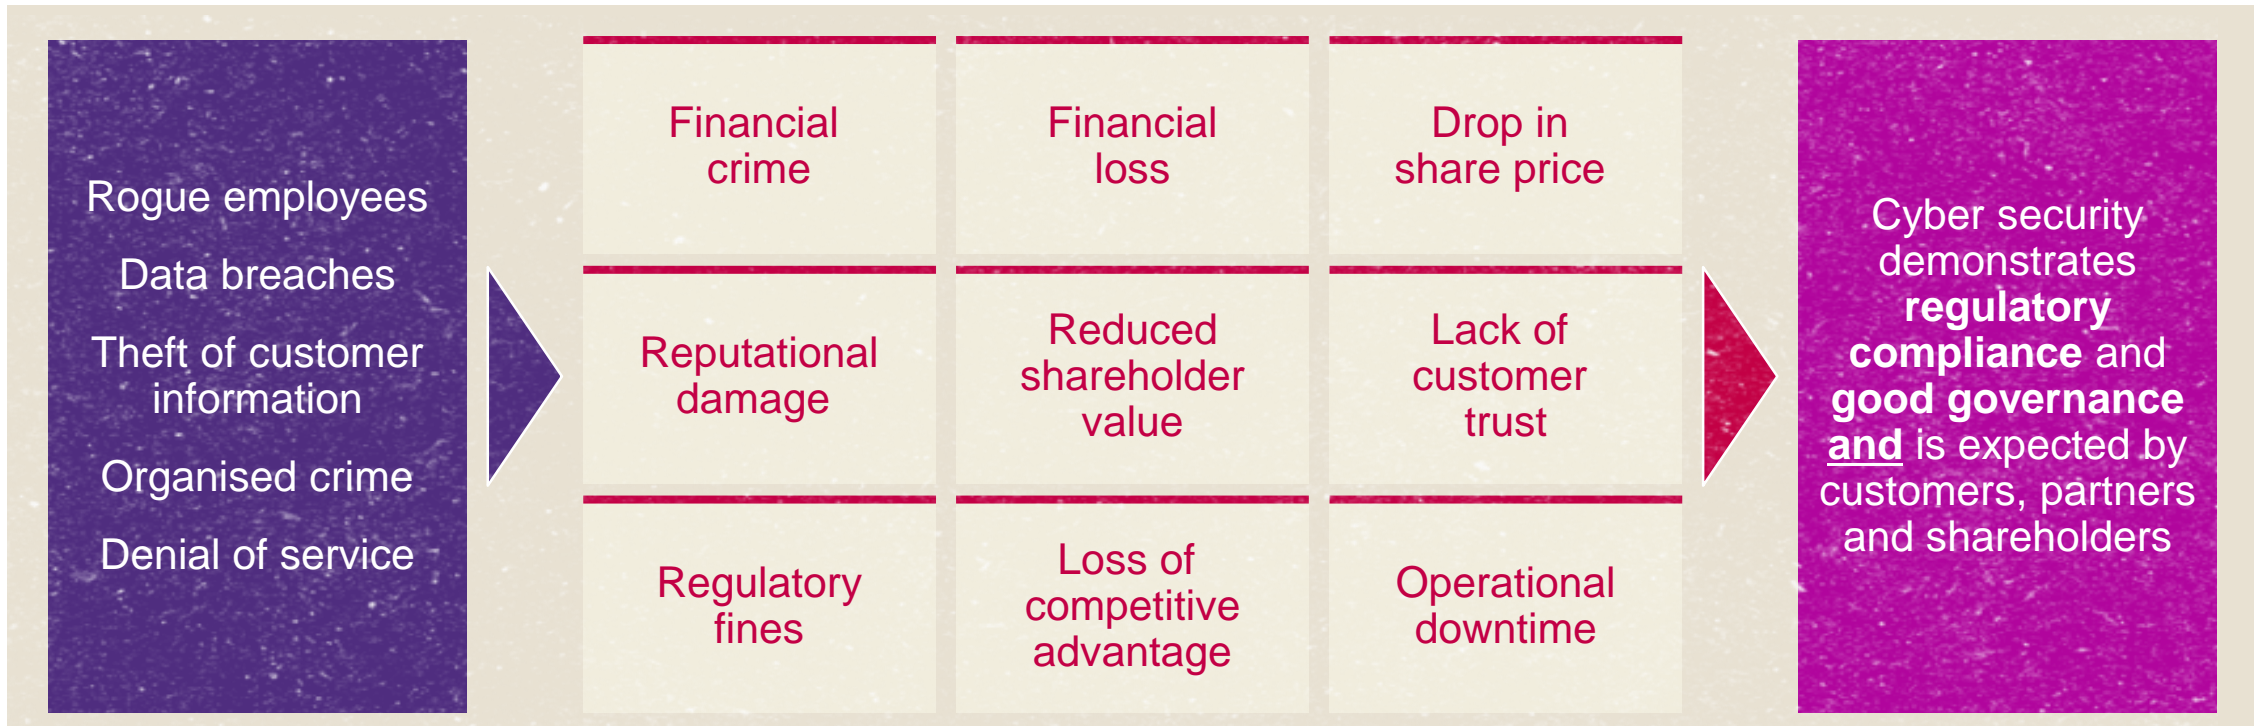 Rogue employees
Data breaches
Theft of customer
information
Organised crime
Denial of service
Financial
crime
Financial
loss
Drop in
share price
Reputational
damage
Reduced
shareholder
value
Lack of
customer
trust
Regulatory
fines
Loss of
competitive
advantage
Operational
downtime
Cyber security
demonstrates
regulatory
compliance and
good governance
and is expected by
customers, partners
and shareholders